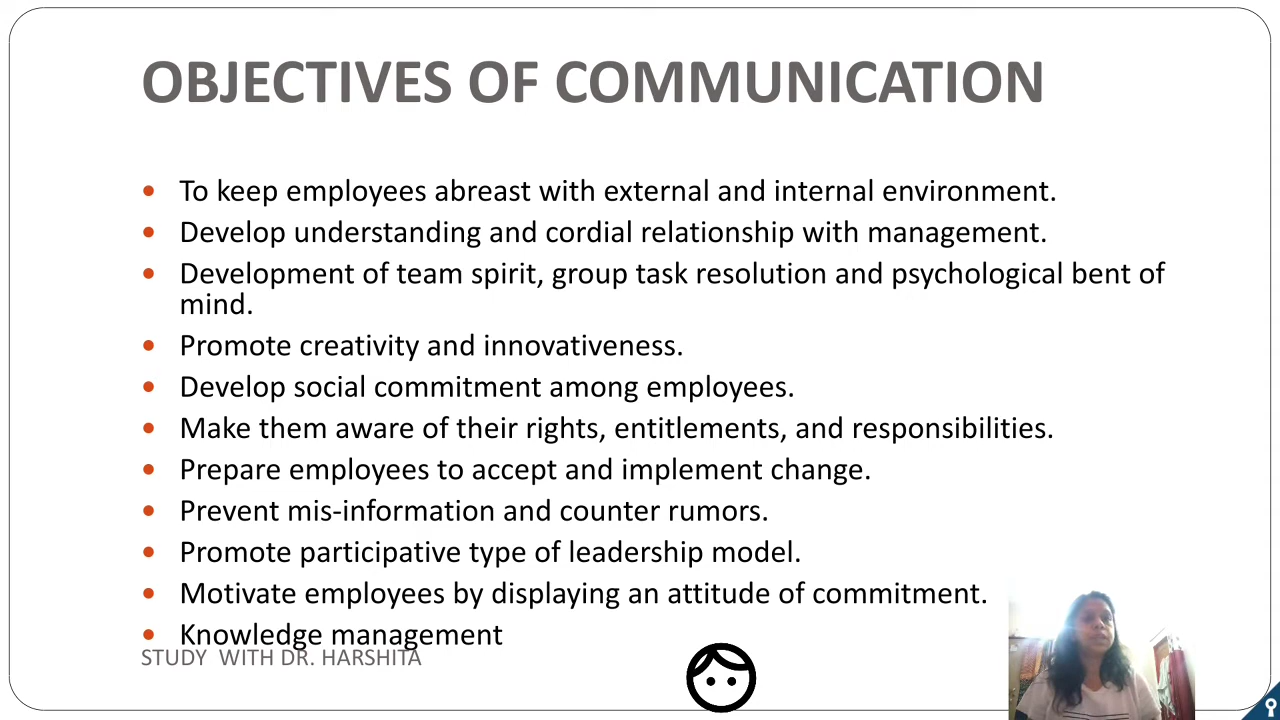 OBJECTIVES OF COMMUNICATION
• To keep employees abreast with external and internal environment.
• Develop understanding and cordial relationship with management.
• Development of team spirit, group task resolution and psychological bent of
mind.
• Promote creativity and innovativeness.
• Develop social commitment among employees.
• Make them aware of their rights, entitlements, and responsibilities.
• Prepare employees to accept and implement change.
• Prevent mis-information and counter rumors.
• Promote participative type of leadership model.
• Motivate employees by displaying an attitude of commitment.
• Knowledge management
STUDY WITH DR. HARSHITA